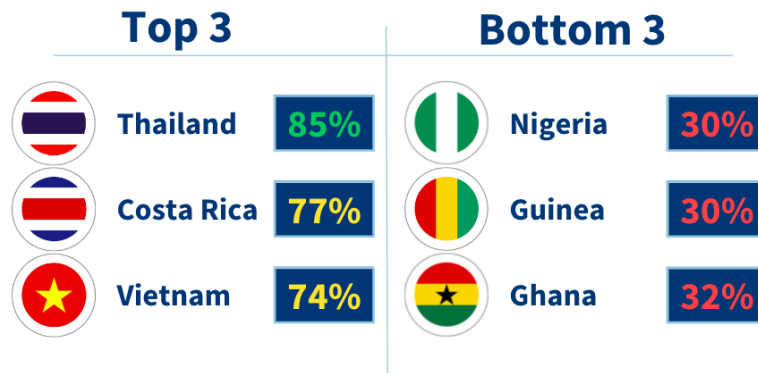 Top 3
Thailand 85%
Costa Rica 77%
Vietnam 74%
Bottom 3
Nigeria 30%
Guinea 30%
Ghana 32%